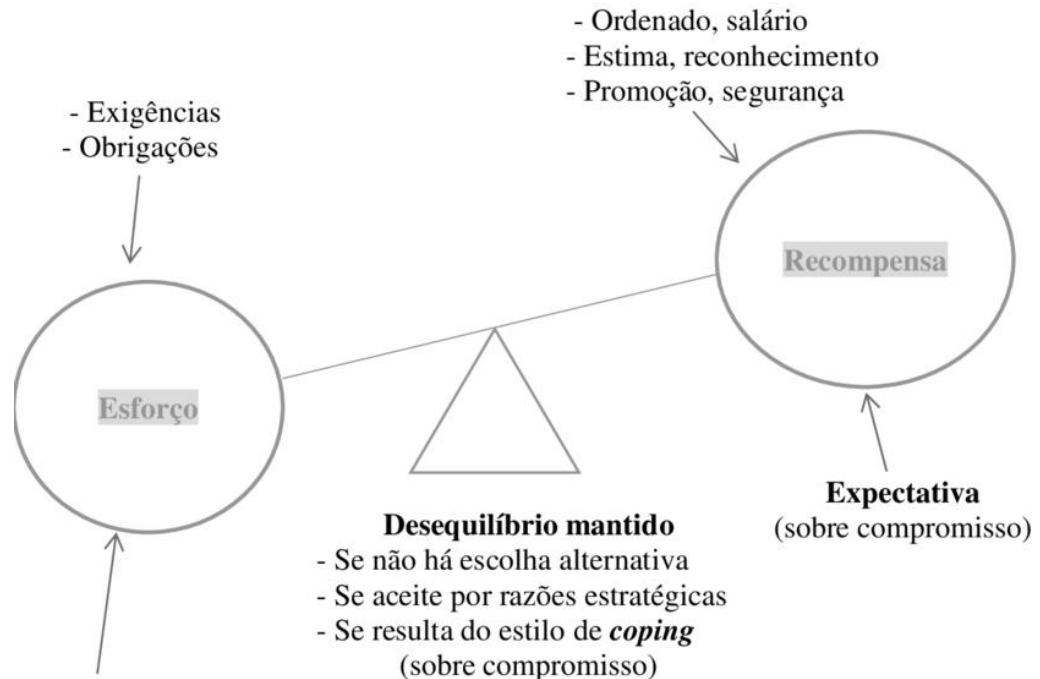 - Ordenado, salário
- Estima, reconhecimento
- Promoção, segurança
- Exigências
- Obrigações
Recompensa
Esforço
Expectativa
(sobre compromisso)
Desequilíbrio mantido
- Se não há escolha alternativa
- Se aceite por razões estratégicas
- Se resulta do estilo de coping
(sobre compromisso)